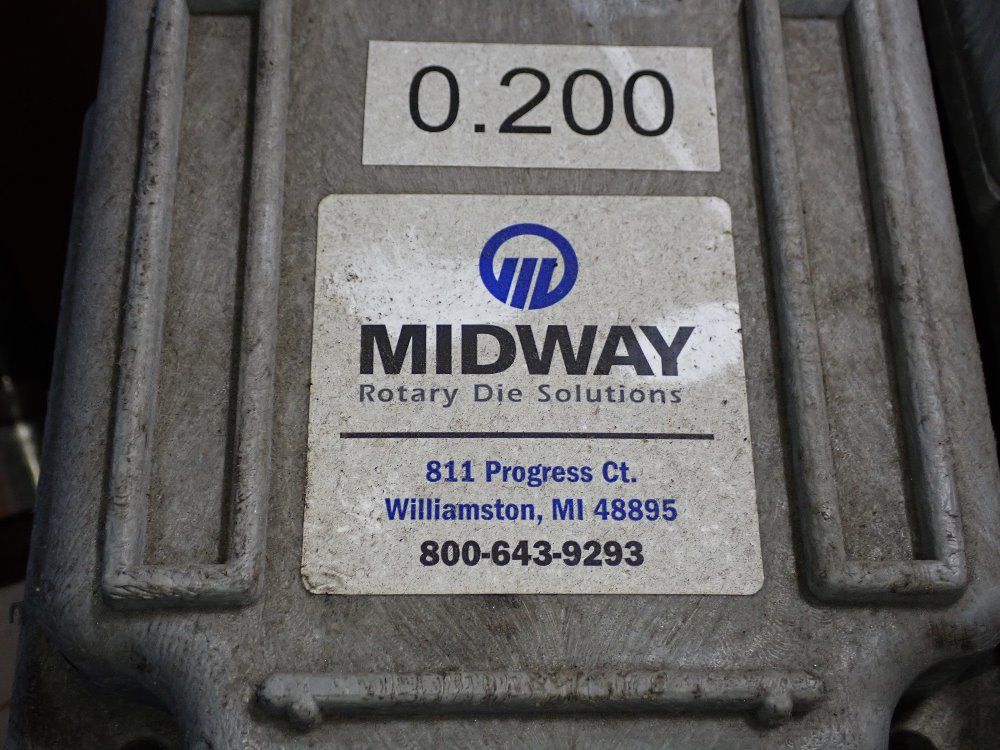 0.200
MIDWAY
Rotary Die Solutions
811 Progress Ct.
Williamston, MI 48895
800-643-9293